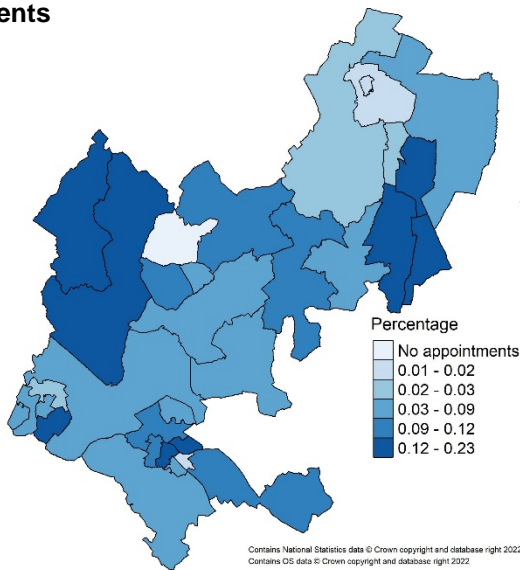 ents
Percentage
No appointments
0.01 - 0.02
0.02 - 0.03
0.03 - 0.09
0.09 - 0.12
0.12 - 0.23
Contains National Statistics data © Crown copyright and database right 2022
Contains OS data © Crown copyright and database right 2022